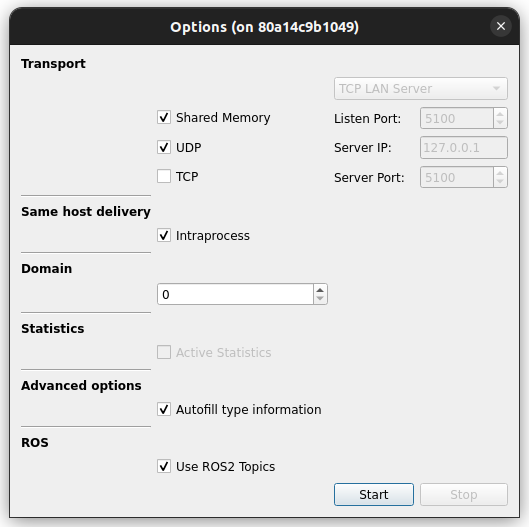 Options (on 80a14c9b1049)
Transport
TCP LAN Server
Shared Memory
Listen Port:
5100
UDP
Server IP:
127.0.0.1
TCP
Server Port:
5100
Same host delivery
Intraprocess
Domain
0
Statistics
Active Statistics
Advanced options
Autofill type information
ROS
Use ROS2 Topics
Start
Stop